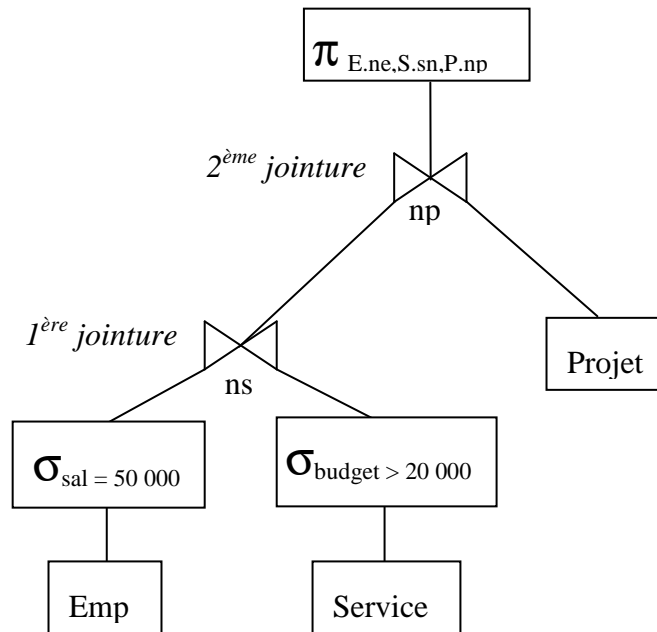 π E.ne,S.sn,P.np
2ème jointure
np
1ère jointure
Projet
ns
σsal = 50 000
σbudget > 20 000
Emp
Service